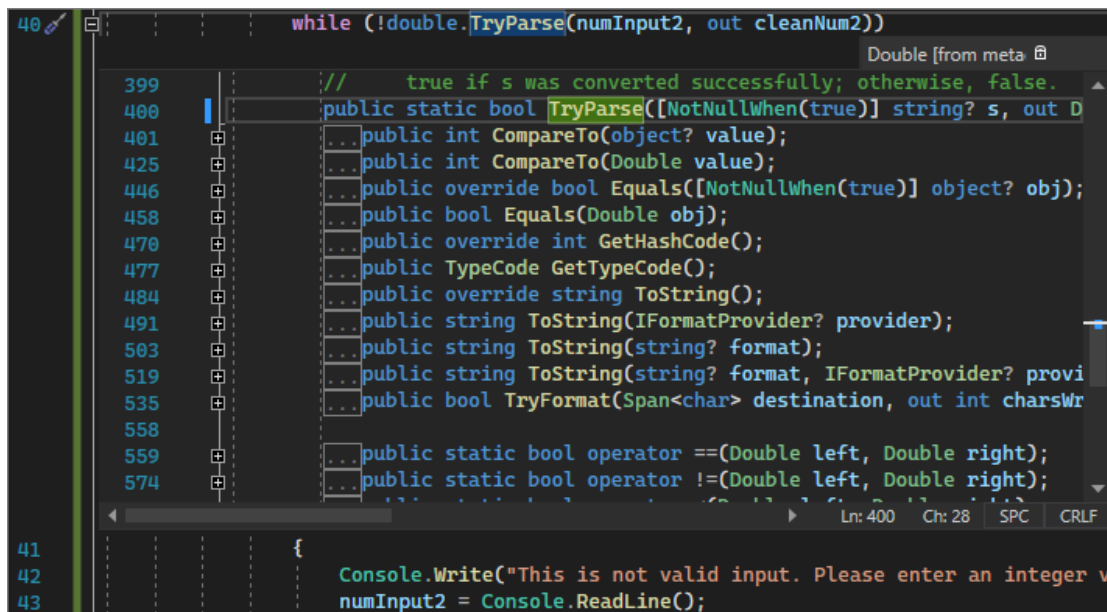 40 while (!double.TryParse(numInput2, out cleanNum2))
Double [from meta
399 // true if s was converted successfully; otherwise, false.
400 public static bool TryParse([NotNullWhen(true)] string? s, out D
401 ...public int CompareTo(object? value);
425 ...public int CompareTo(Double value);
446 ...public override bool Equals([NotNullWhen(true)] object? obj);
458 ...public bool Equals(Double obj);
470 ...public override int GetHashCode();
477 ...public TypeCode GetTypeCode();
484 ...public override string ToString();
491 ...public string ToString(IFormatProvider? provider);
503 ...public string ToString(string? format);
519 ...public string ToString(string? format, IFormatProvider? provi
535 ...public bool TryFormat(Span<char> destination, out int charsWr
558
559 ...public static bool operator ==(Double left, Double right);
574 ...public static bool operator !=(Double left, Double right);
Ln: 400 Ch: 28 SPC CRLF
41 {
42 Console.Write("This is not valid input. Please enter an integer v
43 numInput2 = Console.ReadLine();